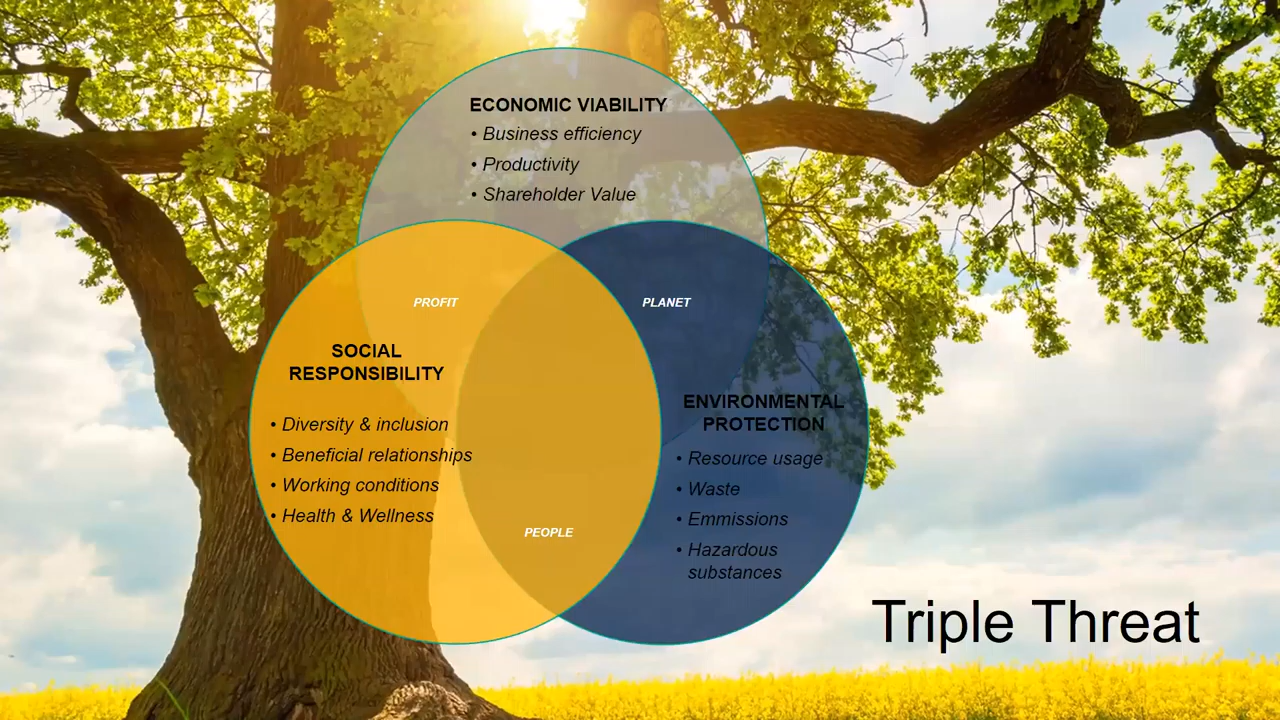 ECONOMIC VIABILITY
• Business efficiency
• Productivity
• Shareholder Value
PROFIT
PLANET
SOCIAL
RESPONSIBILITY
• Diversity & inclusion
• Beneficial relationships
• Working conditions
• Health & Wellness
ENVIRONMENTAL
PROTECTION
• Resource usage
• Waste
• Emmissions
• Hazardous
substances
PEOPLE
Triple Threat